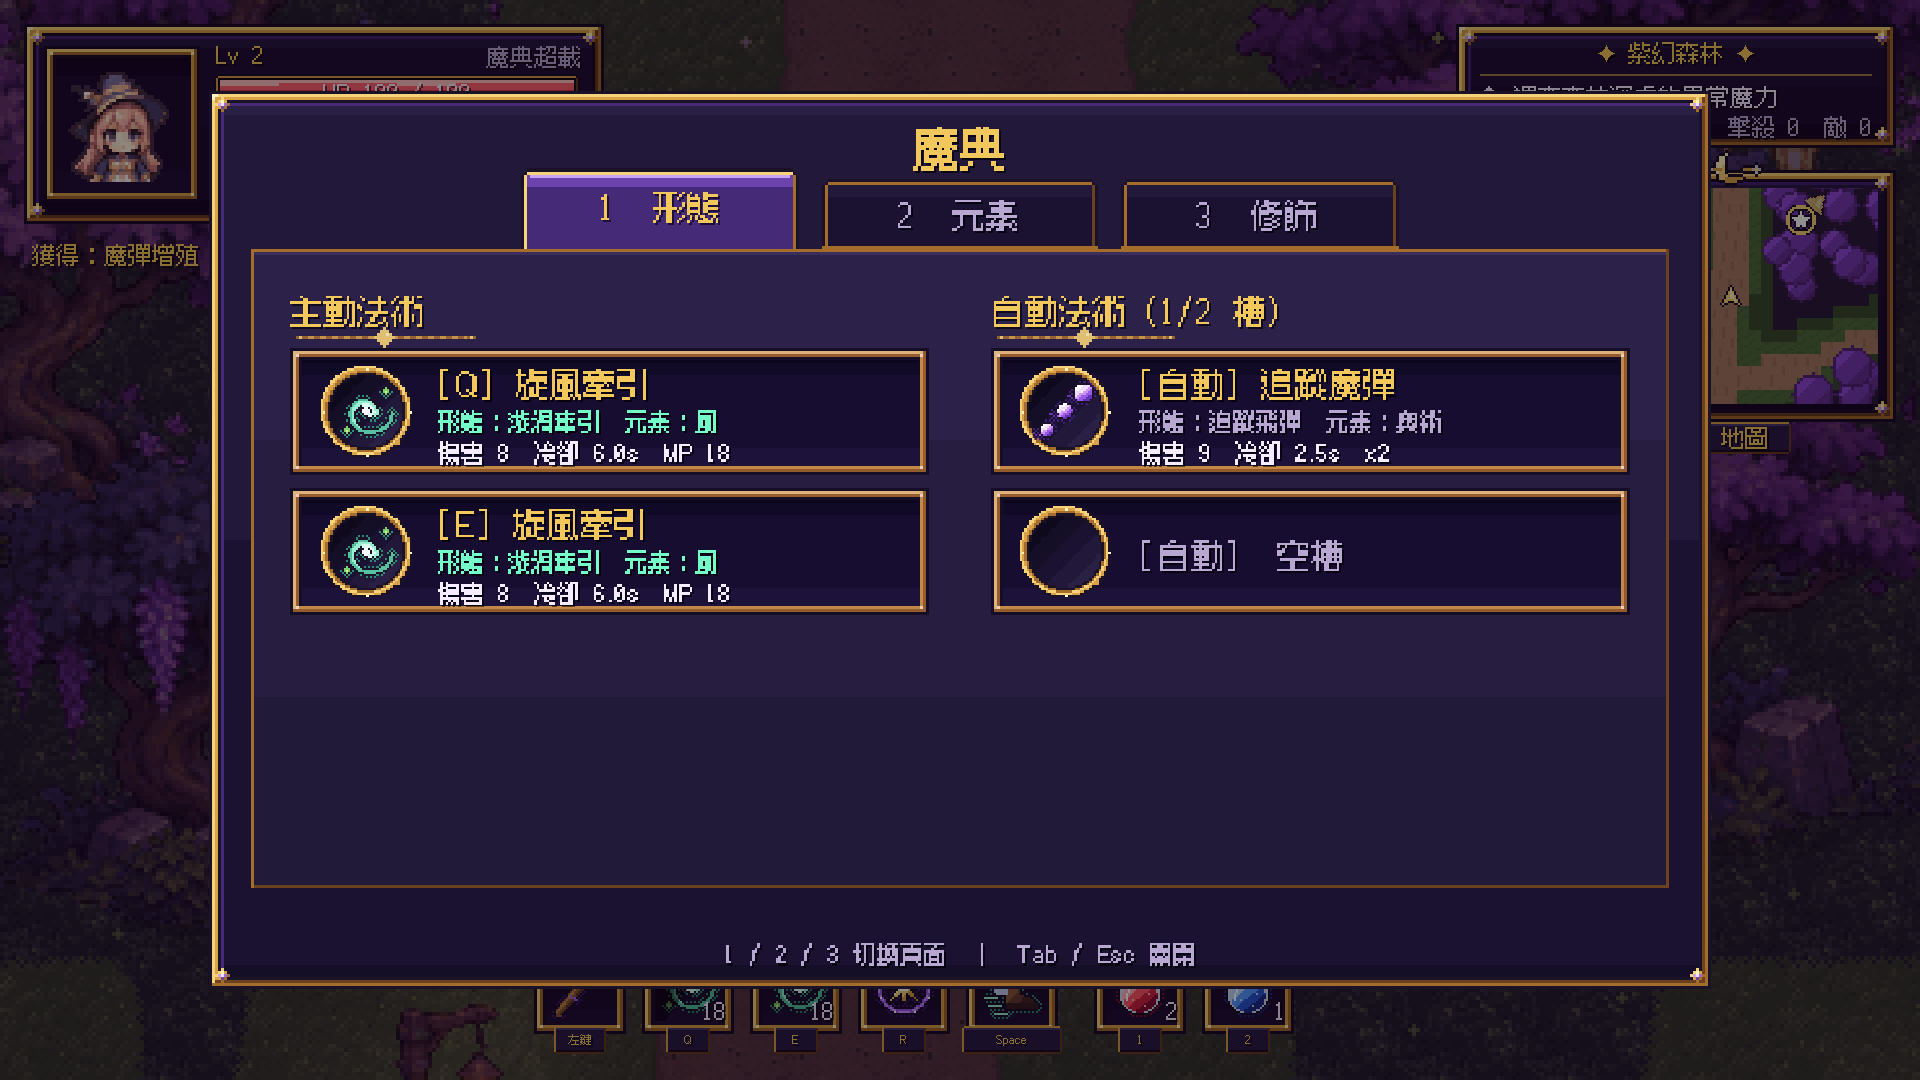 Lv 2
魔典超載
✦ 紫幻森林 ✦
擊殺 0 敵 0
獲得：魔彈增殖
地圖
魔典
1 形態
2 元素
3 修飾
主動法術
[Q] 旋風牽引
形態：漩渦牽引 元素：風
傷害 8 冷卻 6.0s MP 18
[E] 旋風牽引
形態：漩渦牽引 元素：風
傷害 8 冷卻 6.0s MP 18
自動法術 (1/2 槽)
[自動] 追蹤魔彈
形態：追蹤飛彈 元素：奧術
傷害 9 冷卻 2.5s x2
[自動] 空槽
1 / 2 / 3 切換頁面 | Tab / Esc 關閉
18
18
2
1
左鍵
Q
E
R
Space
1
2